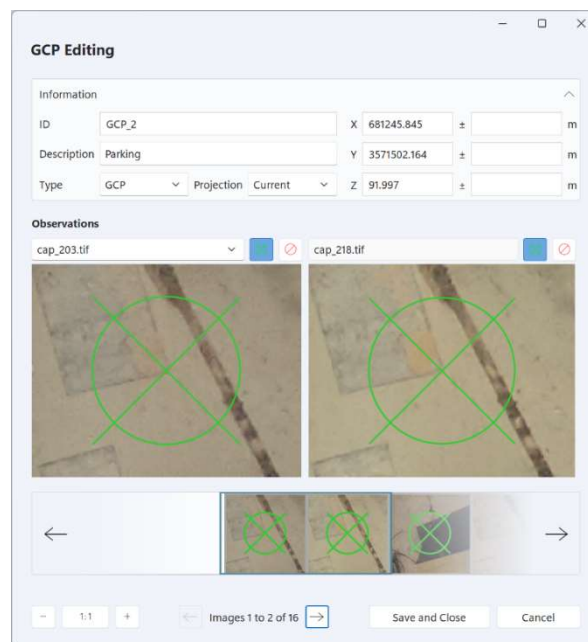 GCP Editing
Information
ID GCP_2 X 681245.845 ± m
Description Parking Y 3571502.164 ± m
Type GCP Projection Current Z 91.997 ± m
Observations
cap_203.tif cap_218.tif
− 1:1 + Images 1 to 2 of 16 Save and Close Cancel